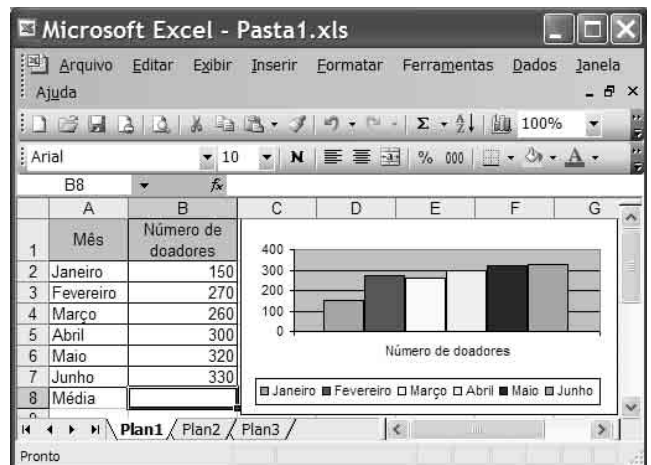 Microsoft Excel - Pasta1.xls
Arquivo Editar Exibir Inserir Formatar Ferramentas Dados Janela
Ajuda
Σ 100%
Arial 10 N % 000 A
B8 fx
A B C D E F G
1 Mês Número de
doadores
2 Janeiro 150
3 Fevereiro 270
4 Março 260
5 Abril 300
6 Maio 320
7 Junho 330
8 Média
400
300
200
100
0
Número de doadores
Janeiro Fevereiro Março Abril Maio Junho
Plan1 Plan2 Plan3
Pronto